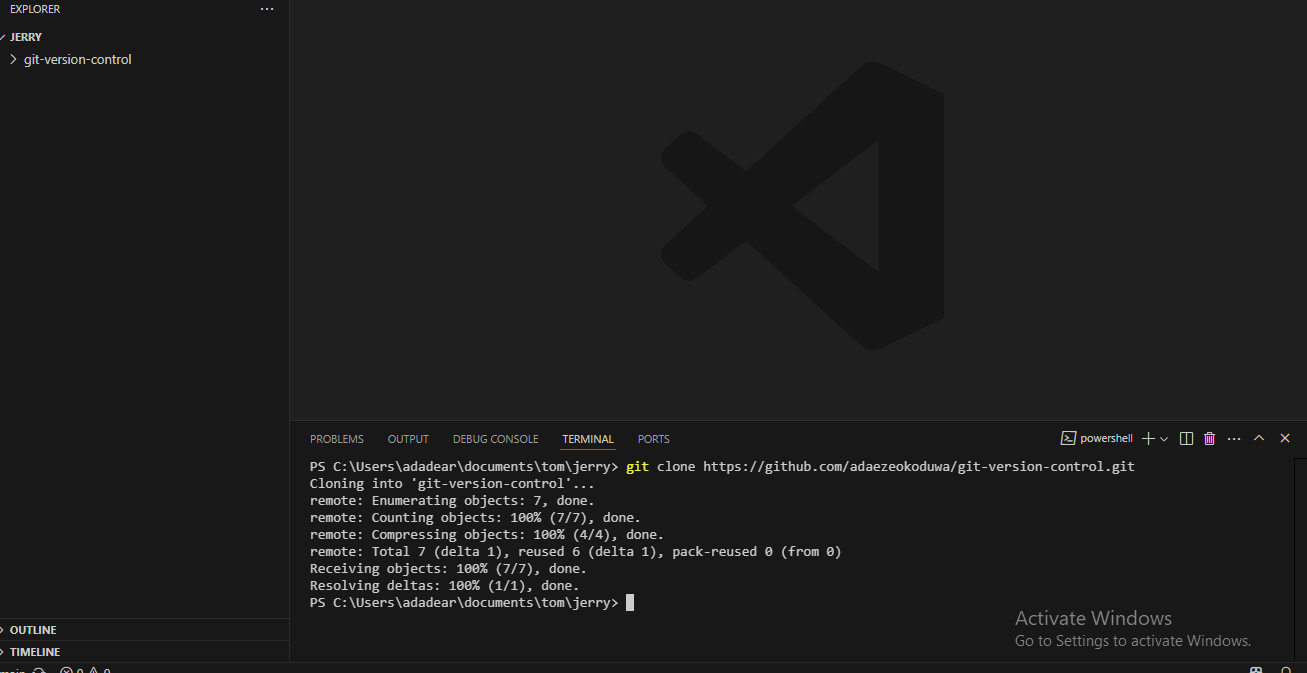 EXPLORER
JERRY
git-version-control
PROBLEMS OUTPUT DEBUG CONSOLE TERMINAL PORTS
powershell
PS C:\Users\adadear\documents\tom\jerry> git clone https://github.com/adaezeokoduwa/git-version-control.git
Cloning into 'git-version-control'...
remote: Enumerating objects: 7, done.
remote: Counting objects: 100% (7/7), done.
remote: Compressing objects: 100% (4/4), done.
remote: Total 7 (delta 1), reused 6 (delta 1), pack-reused 0 (from 0)
Receiving objects: 100% (7/7), done.
Resolving deltas: 100% (1/1), done.
PS C:\Users\adadear\documents\tom\jerry>
Activate Windows
Go to Settings to activate Windows.
OUTLINE
TIMELINE
0 0